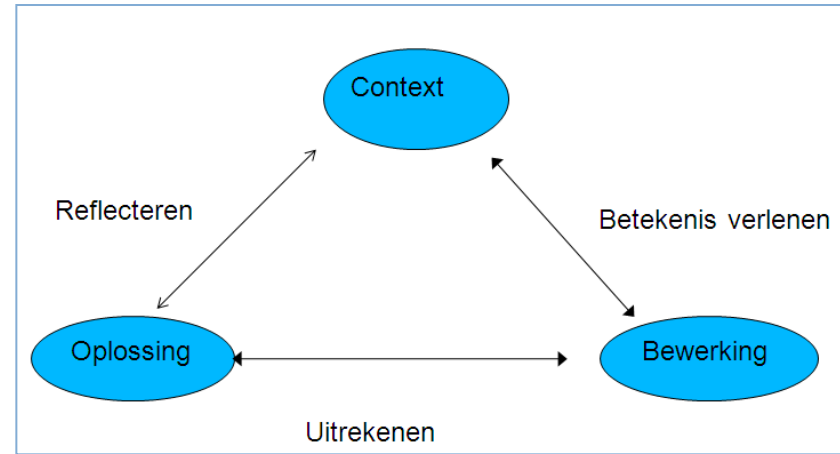 Context
Reflecteren
Betekenis verlenen
Oplossing
Bewerking
Uitrekenen